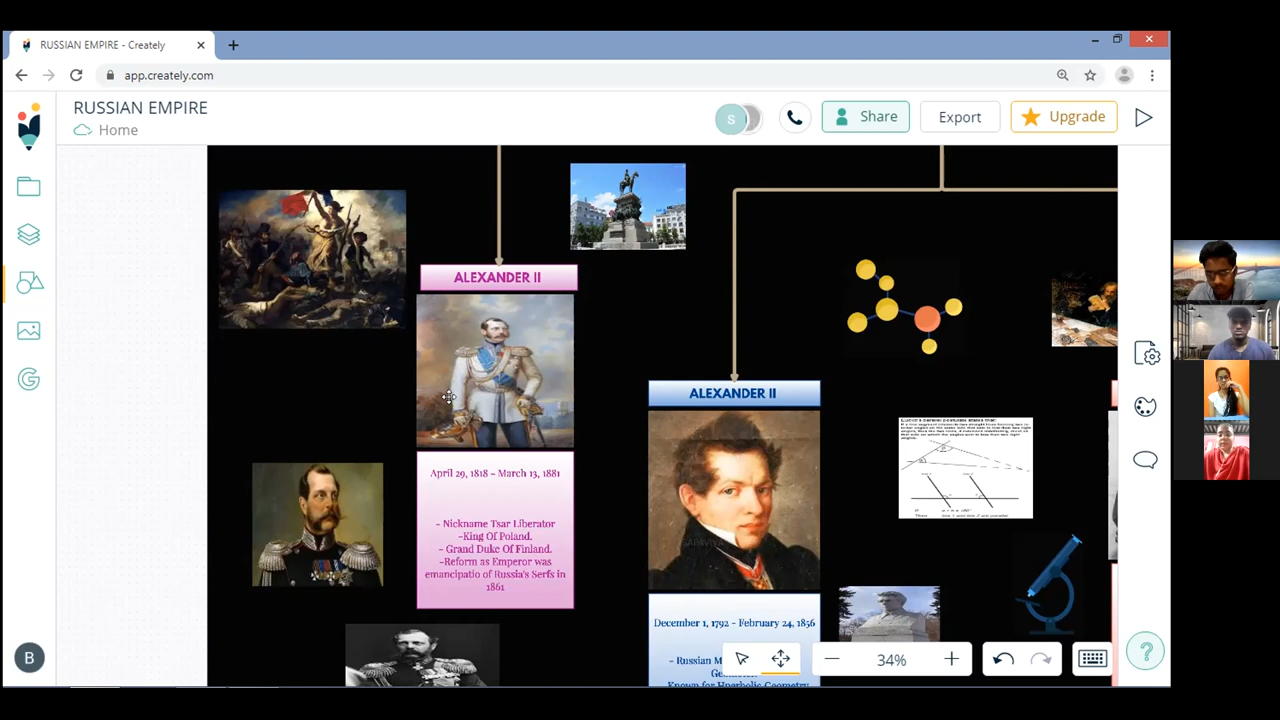 RUSSIAN EMPIRE - Creately
app.creately.com
RUSSIAN EMPIRE
Home
S
Share
Export
Upgrade
ALEXANDER II
April 29, 1818 - March 13, 1881
- Nickname Tsar Liberator
-King Of Poland.
- Grand Duke Of Finland.
-Reform as Emperor was
emancipatio of Russia's Serfs in
1861
ALEXANDER II
December 1, 1792 - February 24, 1856
- Russian M
Known for Hyperbolic Geometry
34%
B
?